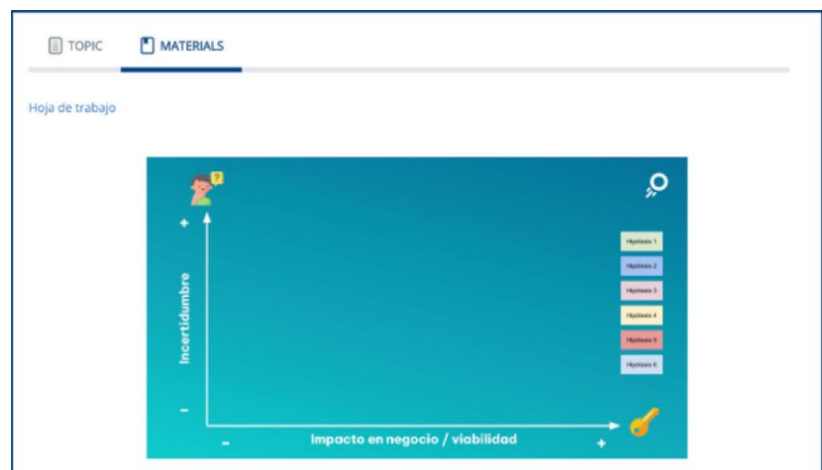 TOPIC MATERIALS
Hoja de trabajo
?
+
Incertidumbre
-
Hipótesis 1
Hipótesis 2
Hipótesis 3
Hipótesis 4
Hipótesis 5
Hipótesis 6
- Impacto en negocio / viabilidad +